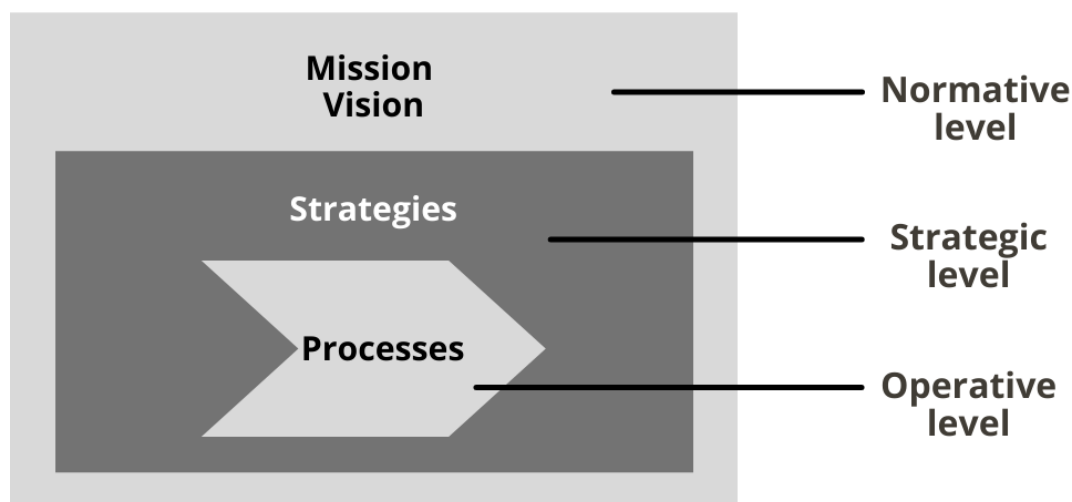 Mission
Vision
Normative
level
Strategies
Strategic
level
Processes
Operative
level